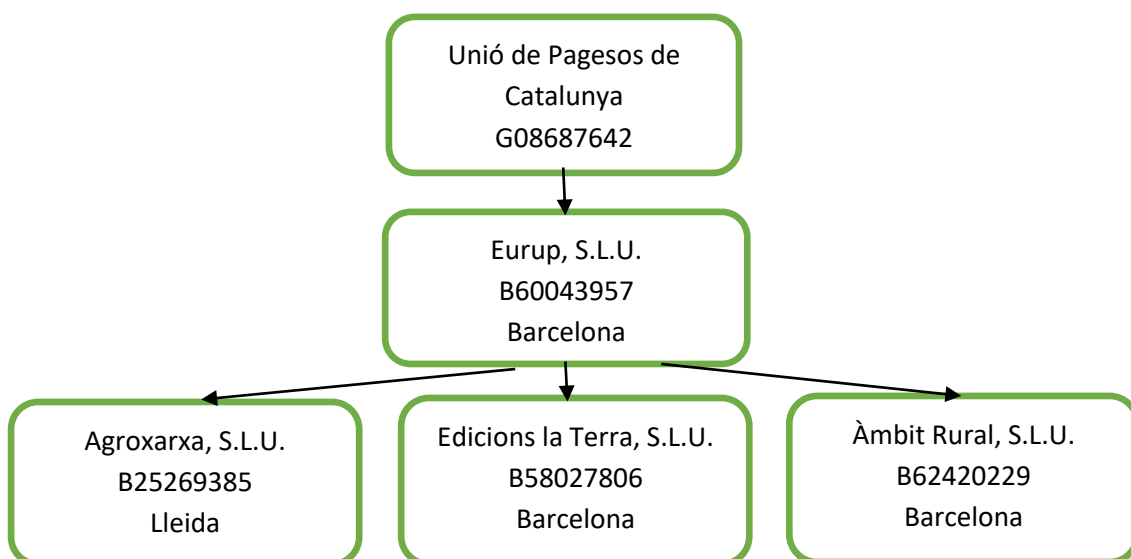 Unió de Pagesos de
Catalunya
G08687642
Eurup, S.L.U.
B60043957
Barcelona
Agroxarxa, S.L.U.
B25269385
Lleida
Edicions la Terra, S.L.U.
B58027806
Barcelona
Àmbit Rural, S.L.U.
B62420229
Barcelona